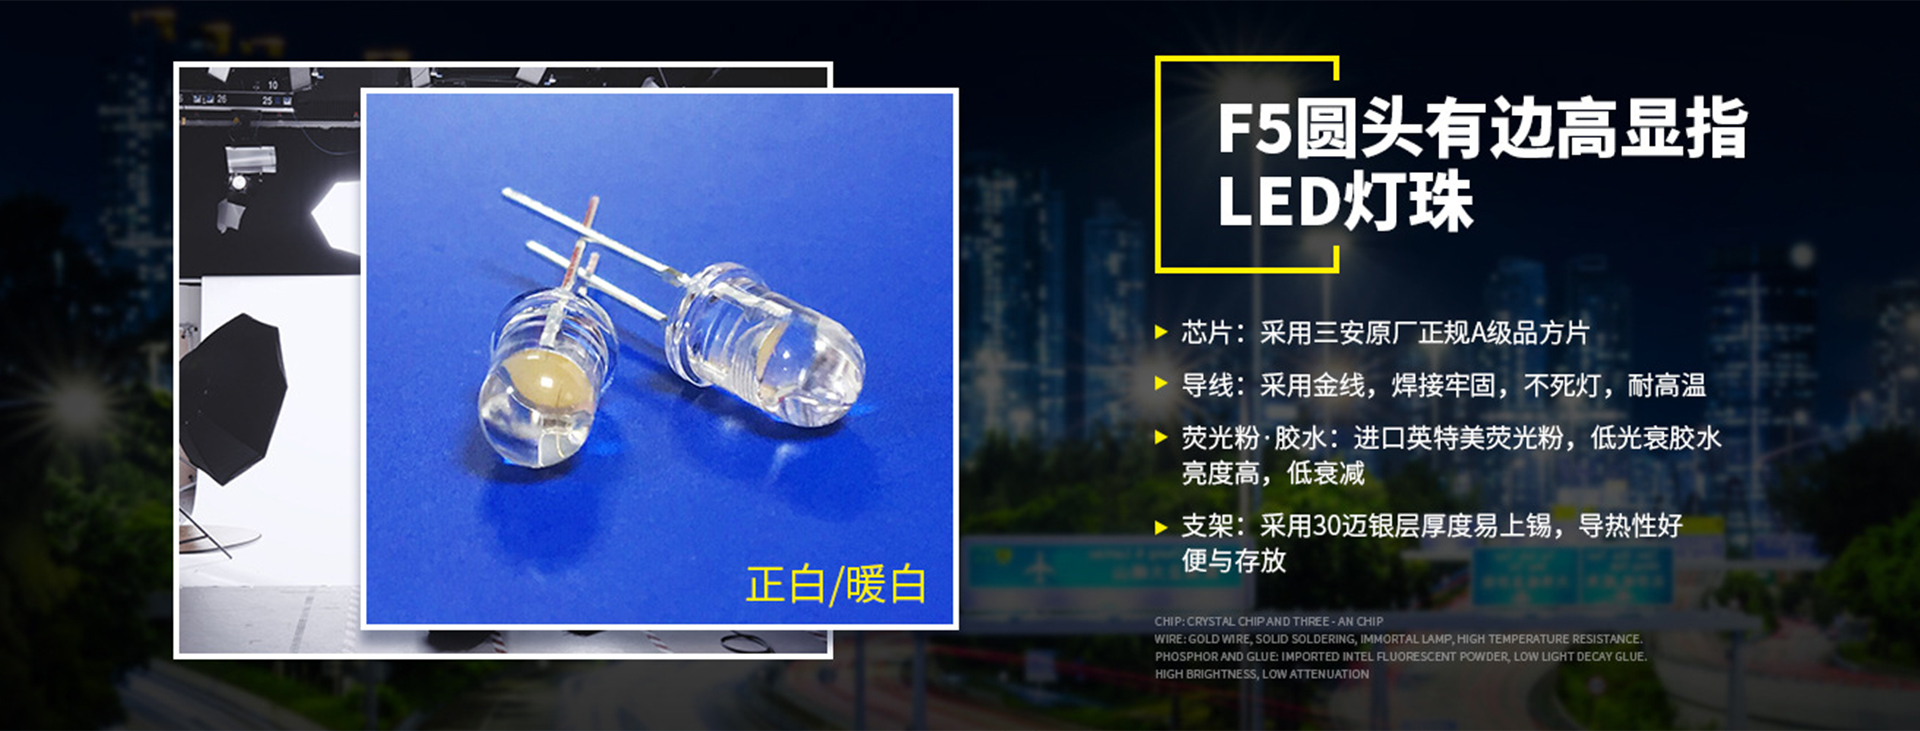 F5圆头有边高显指
LED灯珠
芯片：采用三安原厂正规A级品方片
导线：采用金线，焊接牢固，不死灯，耐高温
荧光粉·胶水：进口英特美荧光粉，低光衰胶水
亮度高，低衰减
支架：采用30迈银层厚度易上锡，导热性好
便与存放
CHIP: CRYSTAL CHIP AND THREE - AN CHIP
WIRE: GOLD WIRE, SOLID SOLDERING, IMMORTAL LAMP, HIGH TEMPERATURE RESISTANCE.
PHOSPHOR AND GLUE: IMPORTED INTEL FLUORESCENT POWDER, LOW LIGHT DECAY GLUE.
HIGH BRIGHTNESS, LOW ATTENUATION
正白/暖白
10
26
25